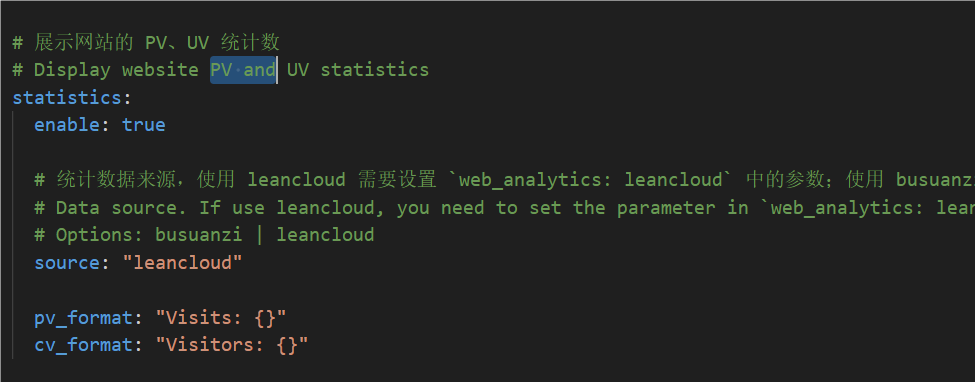 # 展示网站的 PV、UV 统计数
# Display website PV and UV statistics
statistics:
enable: true
# 统计数据来源，使用 leancloud 需要设置 `web_analytics: leancloud` 中的参数；使用 busuanzi
# Data source. If use leancloud, you need to set the parameter in `web_analytics: lean
# Options: busuanzi | leancloud
source: "leancloud"
pv_format: "Visits: {}"
cv_format: "Visitors: {}"